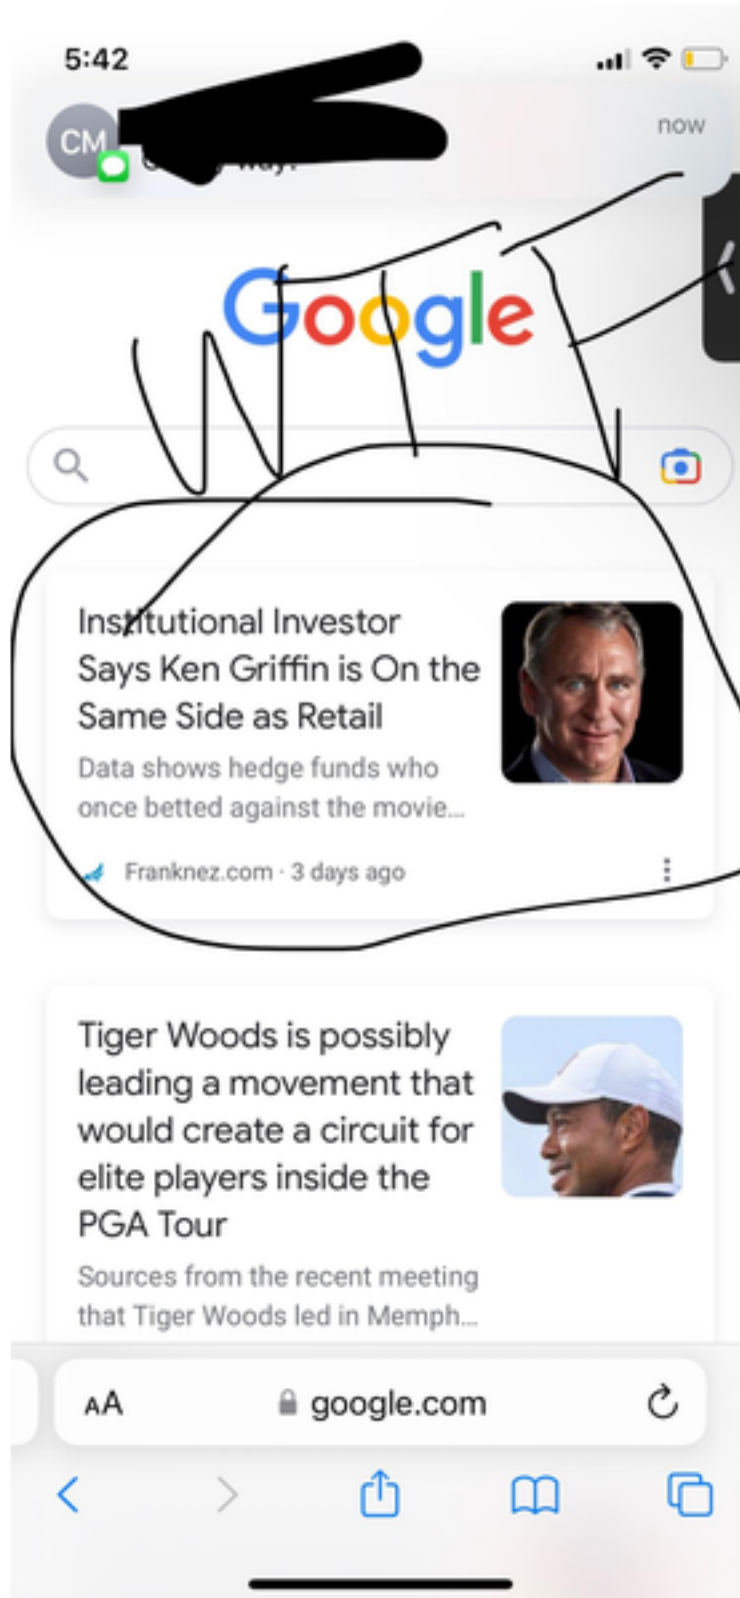 5:42
CM
now
WTF
Google
Institutional Investor
Says Ken Griffin is On the
Same Side as Retail
Data shows hedge funds who
once betted against the movie...
Franknez.com · 3 days ago
Tiger Woods is possibly
leading a movement that
would create a circuit for
elite players inside the
PGA Tour
Sources from the recent meeting
that Tiger Woods led in Memph...
AA
google.com